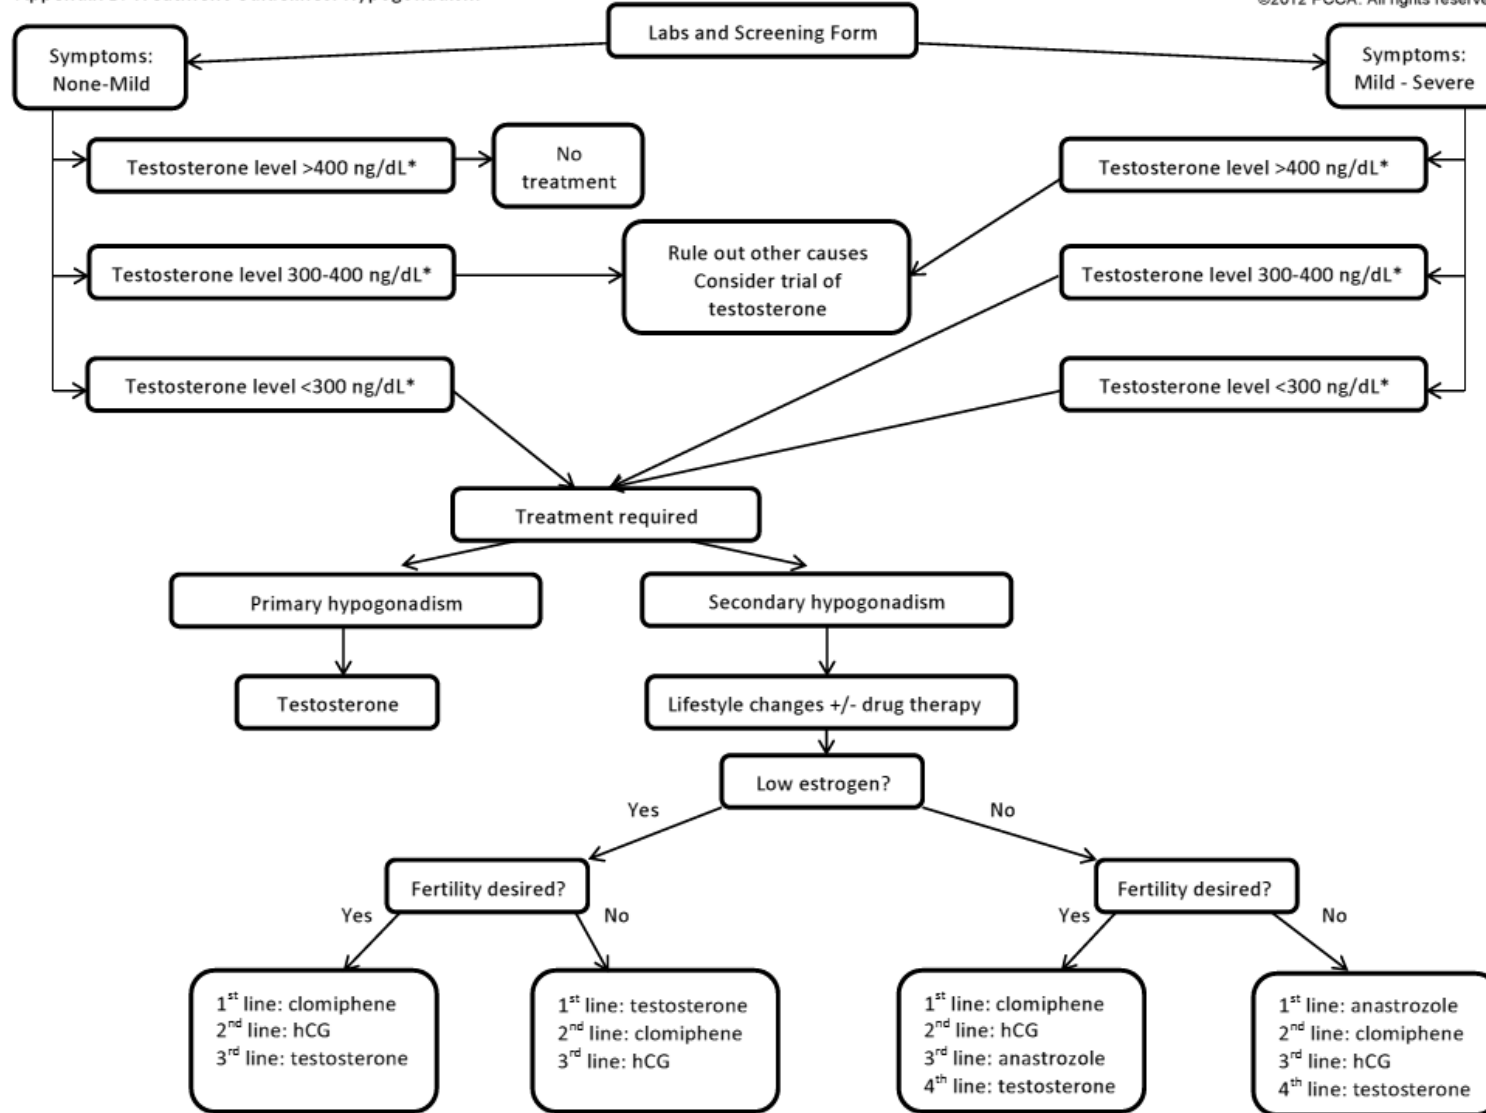 ©2012 PCCA. All rights reserve
Labs and Screening Form
Symptoms:
None-Mild
Symptoms:
Mild - Severe
Testosterone level >400 ng/dL*
No
treatment
Testosterone level >400 ng/dL*
Testosterone level 300-400 ng/dL*
Rule out other causes
Consider trial of
testosterone
Testosterone level 300-400 ng/dL*
Testosterone level <300 ng/dL*
Testosterone level <300 ng/dL*
Treatment required
Primary hypogonadism
Secondary hypogonadism
Testosterone
Lifestyle changes +/- drug therapy
Low estrogen?
Yes
No
Fertility desired?
Fertility desired?
Yes
No
Yes
No
1st line: clomiphene
2nd line: hCG
3rd line: testosterone
1st line: testosterone
2nd line: clomiphene
3rd line: hCG
1st line: clomiphene
2nd line: hCG
3rd line: anastrozole
4th line: testosterone
1st line: anastrozole
2nd line: clomiphene
3rd line: hCG
4th line: testosterone